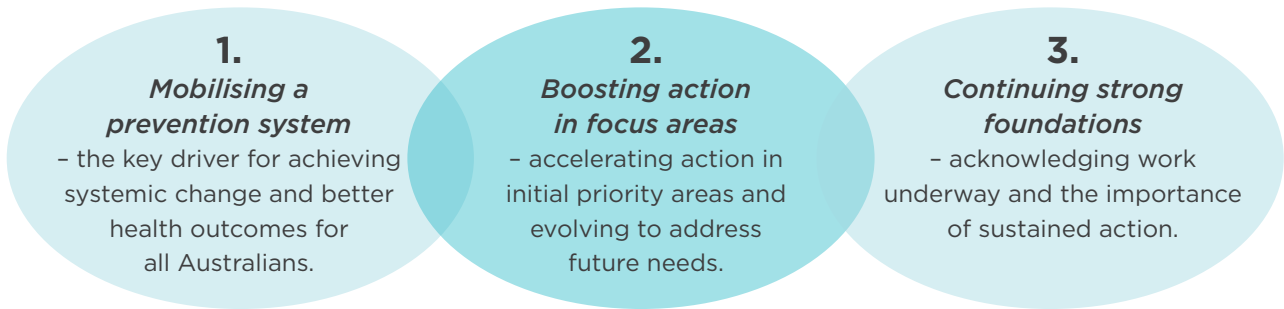 1.
Mobilising a
prevention system
– the key driver for achieving
systemic change and better
health outcomes for
all Australians.
2.
Boosting action
in focus areas
– accelerating action in
initial priority areas and
evolving to address
future needs.
3.
Continuing strong
foundations
– acknowledging work
underway and the importance
of sustained action.